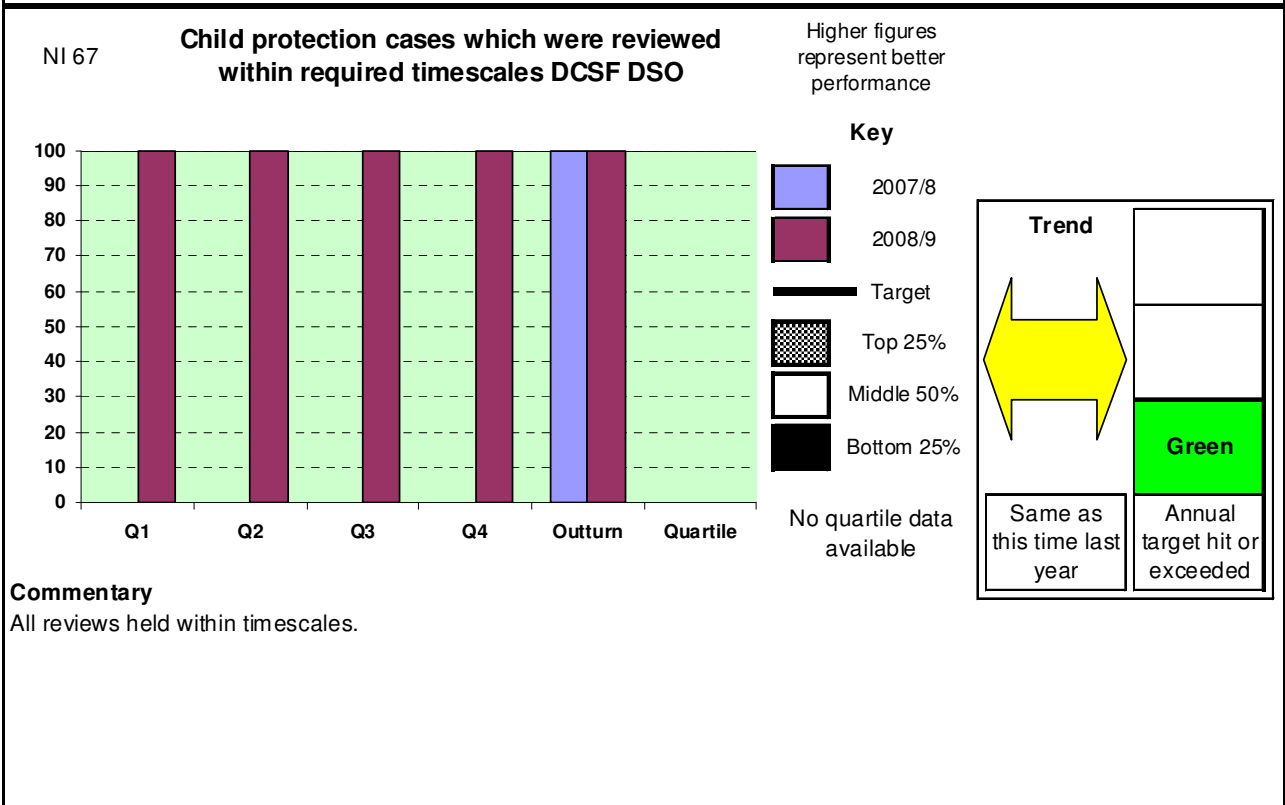 NI 67
Child protection cases which were reviewed
within required timescales DCSF DSO
Higher figures
represent better
performance
100
90
80
70
60
50
40
30
20
10
0
Q1
Q2
Q3
Q4
Outturn
Quartile
Key
2007/8
2008/9
Target
Top 25%
Middle 50%
Bottom 25%
No quartile data
available
Trend
Green
Same as
this time last
year
Annual
target hit or
exceeded
Commentary
All reviews held within timescales.